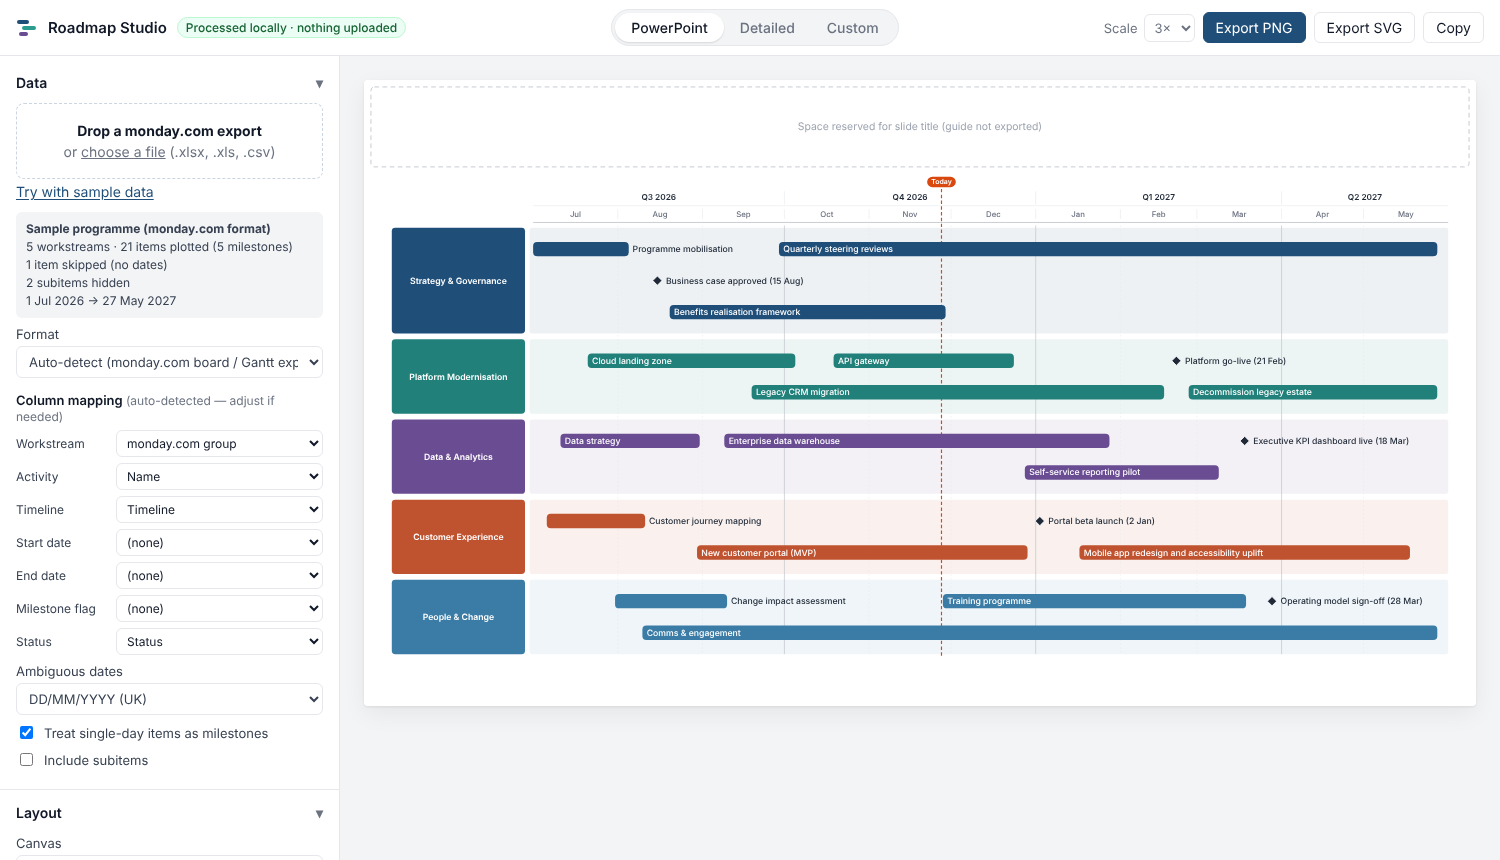 Roadmap Studio
Processed locally · nothing uploaded
PowerPoint
Detailed
Custom
Scale
3×
Export PNG
Export SVG
Copy
Data
Drop a monday.com export
or choose a file (.xlsx, .xls, .csv)
Try with sample data
Sample programme (monday.com format)
5 workstreams · 21 items plotted (5 milestones)
1 item skipped (no dates)
2 subitems hidden
1 Jul 2026 → 27 May 2027
Format
Auto-detect (monday.com board / Gantt exp
Column mapping (auto-detected — adjust if
needed)
Workstream
monday.com group
Activity
Name
Timeline
Timeline
Start date
(none)
End date
(none)
Milestone flag
(none)
Status
Status
Ambiguous dates
DD/MM/YYYY (UK)
Treat single-day items as milestones
Include subitems
Layout
Canvas
Space reserved for slide title (guide not exported)
Today
Q3 2026
Q4 2026
Q1 2027
Q2 2027
Jul
Aug
Sep
Oct
Nov
Dec
Jan
Feb
Mar
Apr
May
Strategy & Governance
Programme mobilisation
Quarterly steering reviews
Business case approved (15 Aug)
Benefits realisation framework
Platform Modernisation
Cloud landing zone
API gateway
Platform go-live (21 Feb)
Legacy CRM migration
Decommission legacy estate
Data & Analytics
Data strategy
Enterprise data warehouse
Executive KPI dashboard live (18 Mar)
Self-service reporting pilot
Customer Experience
Customer journey mapping
Portal beta launch (2 Jan)
New customer portal (MVP)
Mobile app redesign and accessibility uplift
People & Change
Change impact assessment
Training programme
Operating model sign-off (28 Mar)
Comms & engagement